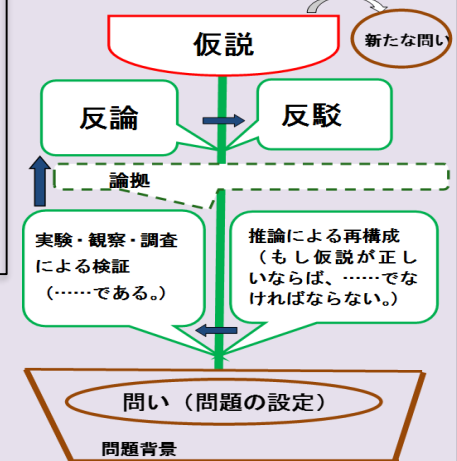 仮説
新たな問い
反論
反駁
論拠
実験・観察・調査
による検証
（……である。）
推論による再構成
（もし仮説が正し
いならば、……でな
ければならない。）
問い（問題の設定）
問題背景